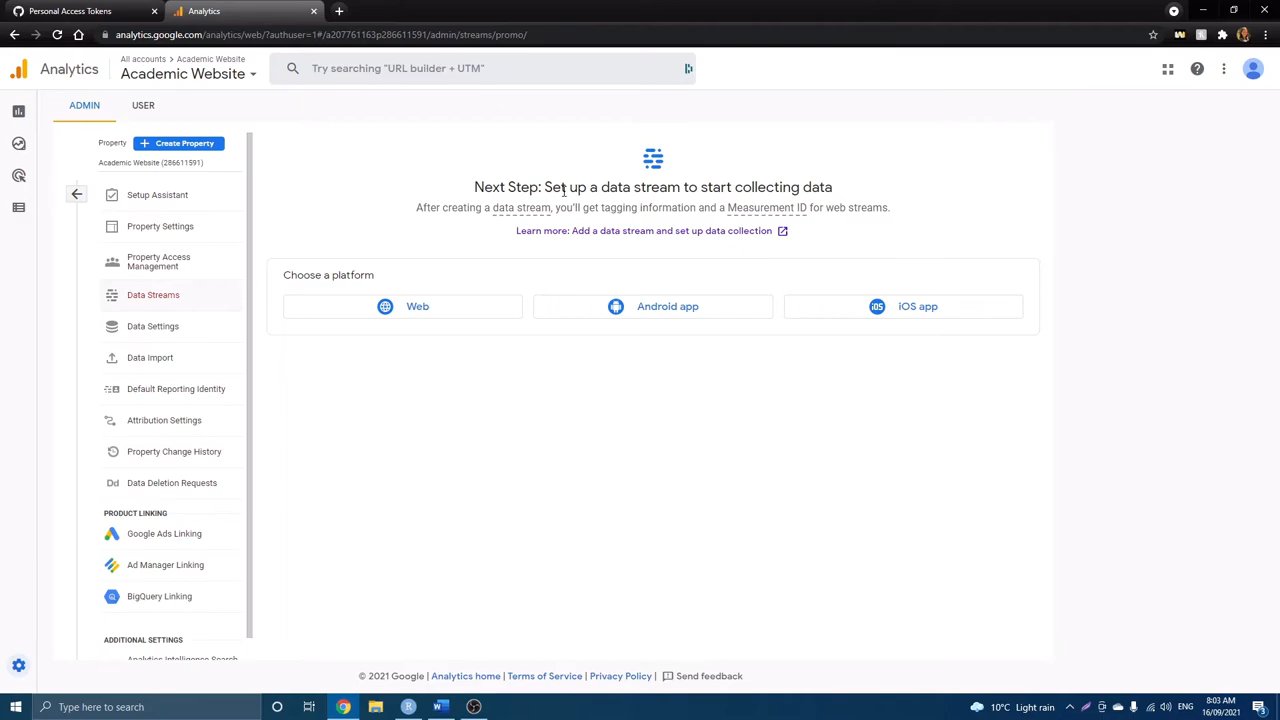 Personal Access Tokens
Analytics
analytics.google.com/analytics/web/?authuser=1#/a207761163p286611591/admin/streams/promo/
Analytics
All accounts > Academic Website
Academic Website
Try searching "URL builder + UTM"
ADMIN
USER
Property
Create Property
Academic Website (286611591)
Setup Assistant
Property Settings
Property Access
Management
Data Streams
Data Settings
Data Import
Default Reporting Identity
Attribution Settings
Property Change History
Dd Data Deletion Requests
PRODUCT LINKING
Google Ads Linking
Ad Manager Linking
BigQuery Linking
ADDITIONAL SETTINGS
Analytics Intelligence Search
Next Step: Set up a data stream to start collecting data
After creating a data stream, you'll get tagging information and a Measurement ID for web streams.
Learn more: Add a data stream and set up data collection
Choose a platform
Web
Android app
iOS
iOS app
© 2021 Google | Analytics home | Terms of Service | Privacy Policy | Send feedback
Type here to search
10°C Light rain
ENG
8:03 AM
16/09/2021
3